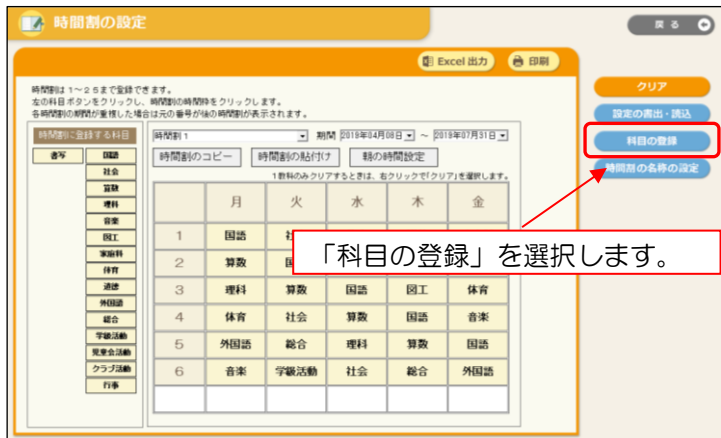 時間割の設定
戻る
Excel 出力 印刷
時間割は1～25まで登録できます。
左の科目ボタンをクリックし、時間割の時間枠をクリックします。
各時間割の期間が重複した場合は元の番号が後の時間割が表示されます。
クリア
設定の書出・読込
科目の登録
時間割の名称の設定
時間割に登録する科目
書写
国語
社会
算数
理科
音楽
図工
家庭科
体育
道徳
外国語
総合
学級活動
児童会活動
クラブ活動
行事
時間割1 期間 2019年04月08日 ～ 2019年07月31日
時間割のコピー 時間割の貼付け 朝の時間設定
1教科のみクリアするときは、右クリックで「クリア」を選択します。
月 火 水 木 金
1 国語
2 算数
「科目の登録」を選択します。
3 理科 算数 国語 図工 体育
4 体育 社会 算数 国語 音楽
5 外国語 総合 理科 算数 国語
6 音楽 学級活動 社会 総合 外国語